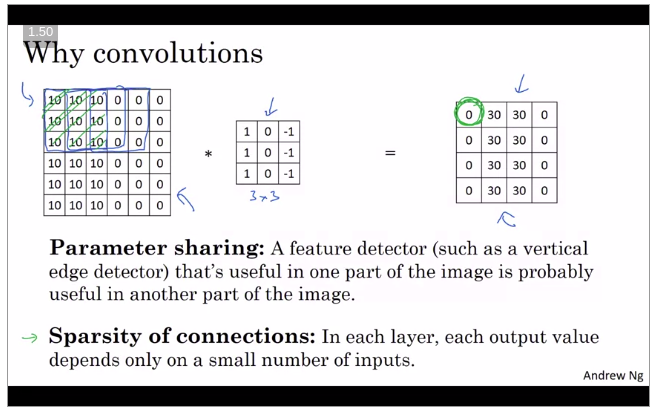 1.50
Why convolutions
10 10 10 0 0 0
10 10 10 0 0 0
10 10 10 0 0 0
10 10 10 0 0 0
10 10 10 0 0 0
10 10 10 0 0 0
*
1 0 -1
1 0 -1
1 0 -1
3x3
=
0 30 30 0
0 30 30 0
0 30 30 0
0 30 30 0
Parameter sharing: A feature detector (such as a vertical
edge detector) that's useful in one part of the image is probably
useful in another part of the image.
→ Sparsity of connections: In each layer, each output value
depends only on a small number of inputs.
Andrew Ng